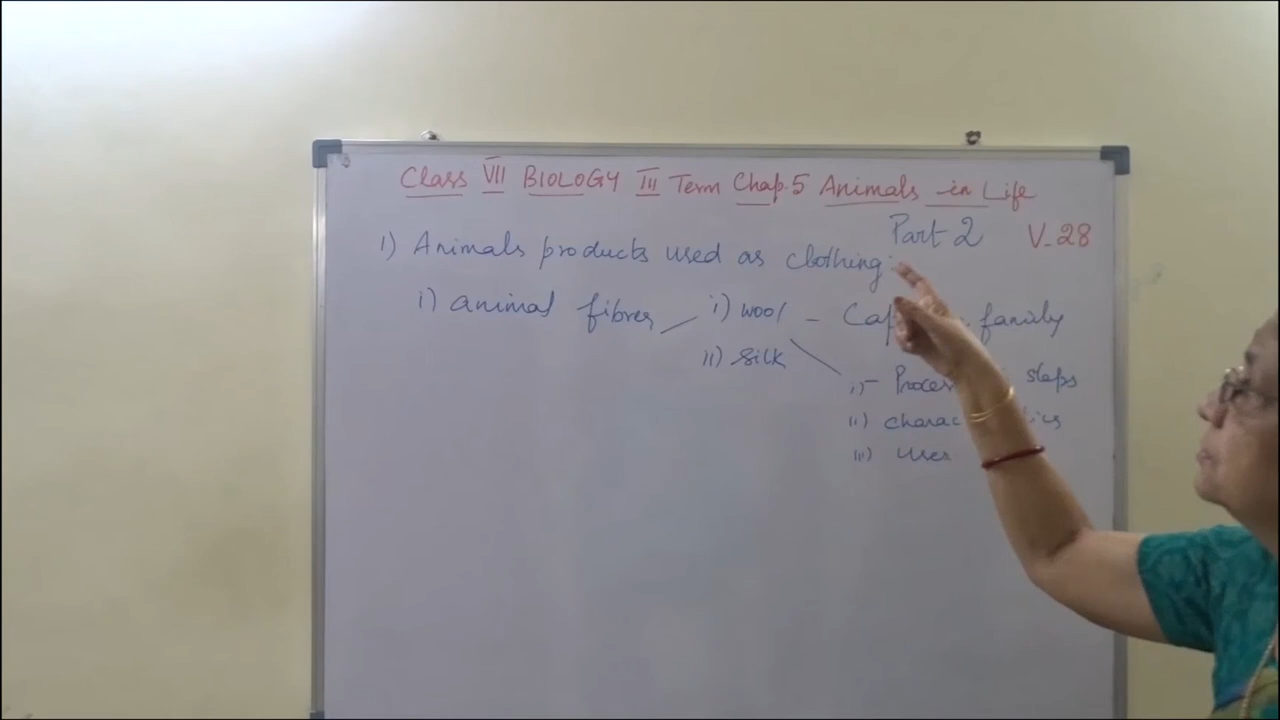 Class VII BIOLOGY III Term Chap.5 Animals in Life
Part 2 V-28
1) Animals products used as clothing:
i) animal fibres i) wool - family
ii) Silk
i)- steps
ii)
iii) uses